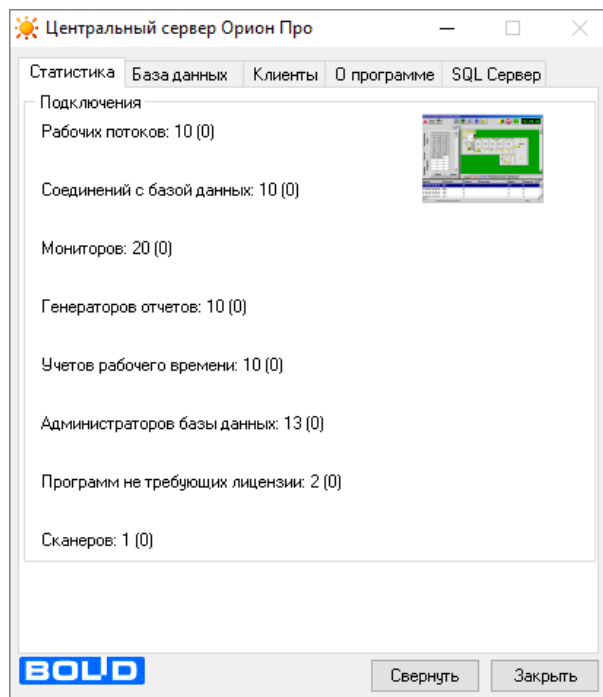 Центральный сервер Орион Про
Статистика База данных Клиенты О программе SQL Сервер
Подключения
Рабочих потоков: 10 (0)
Соединений с базой данных: 10 (0)
Мониторов: 20 (0)
Генераторов отчетов: 10 (0)
Учетов рабочего времени: 10 (0)
Администраторов базы данных: 13 (0)
Программ не требующих лицензии: 2 (0)
Сканеров: 1 (0)
BOLID Свернуть Закрыть